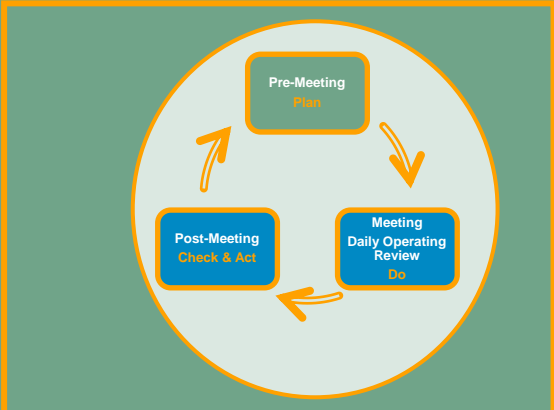 Pre-Meeting
Plan
Meeting
Daily Operating
Review
Do
Post-Meeting
Check & Act